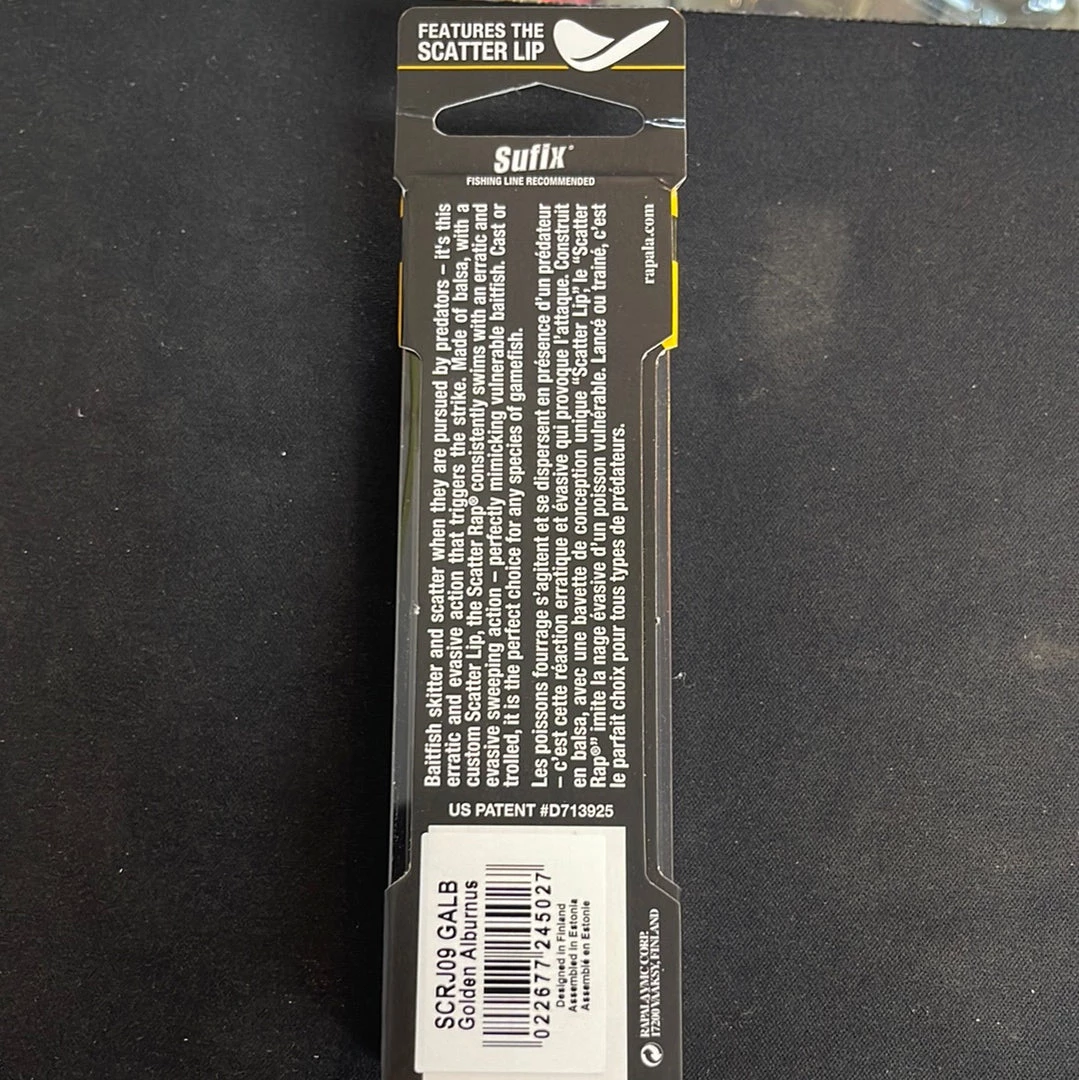 FEATURES THE
SCATTER LIP
Sufix®
FISHING LINE RECOMMENDED
Baitfish skitter and scatter when they are pursued by predators – it's this
erratic and evasive action that triggers the strike. Made of balsa, with a
custom Scatter Lip, the Scatter Rap® consistently swims with an erratic and
evasive sweeping action – perfectly mimicking vulnerable baitfish. Cast or
trolled, it is the perfect choice for any species of gamefish.
Les poissons fourrage s'agitent et se dispersent en présence d'un prédateur
– c'est cette réaction erratique et évasive qui provoque l'attaque. Construit
en balsa, avec une bavette de conception unique “Scatter Lip”, le “Scatter
Rap®” imite la nage évasive d'un poisson vulnérable. Lancé ou trainé, c'est
le parfait choix pour tous types de prédateurs.
rapala.com
US PATENT #D713925
SCRJ09 GALB
Golden Alburnus
022677 245027
Designed in Finland
Assembled in Estonia
Assemblé en Estonie
RAPALA VMC CORP.
17200 VÄÄKSY, FINLAND